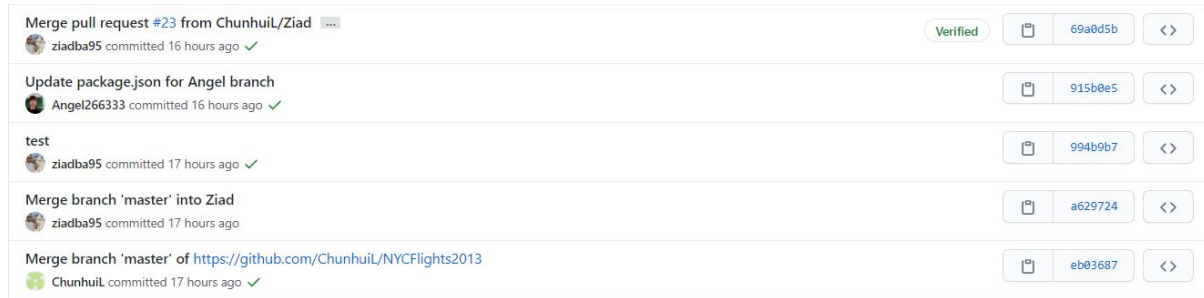 Merge pull request #23 from ChunhuiL/Ziad ...
Verified
69a0d5b
ziadba95 committed 16 hours ago
Update package.json for Angel branch
915b0e5
Angel266333 committed 16 hours ago
test
994b9b7
ziadba95 committed 17 hours ago
Merge branch 'master' into Ziad
a629724
ziadba95 committed 17 hours ago
Merge branch 'master' of https://github.com/ChunhuiL/NYCFlights2013
eb03687
ChunhuiL committed 17 hours ago